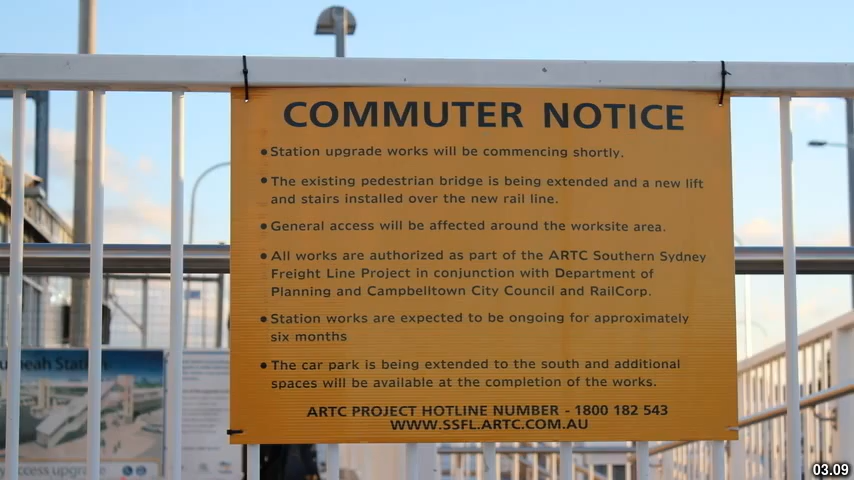 COMMUTER NOTICE
• Station upgrade works will be commencing shortly.
• The existing pedestrian bridge is being extended and a new lift
and stairs installed over the new rail line.
• General access will be affected around the worksite area.
• All works are authorized as part of the ARTC Southern Sydney
Freight Line Project in conjunction with Department of
Planning and Campbelltown City Council and RailCorp.
• Station works are expected to be ongoing for approximately
six months
• The car park is being extended to the south and additional
spaces will be available at the completion of the works.
ARTC PROJECT HOTLINE NUMBER - 1800 182 543
WWW.SSFL.ARTC.COM.AU
access upgrade
03.09